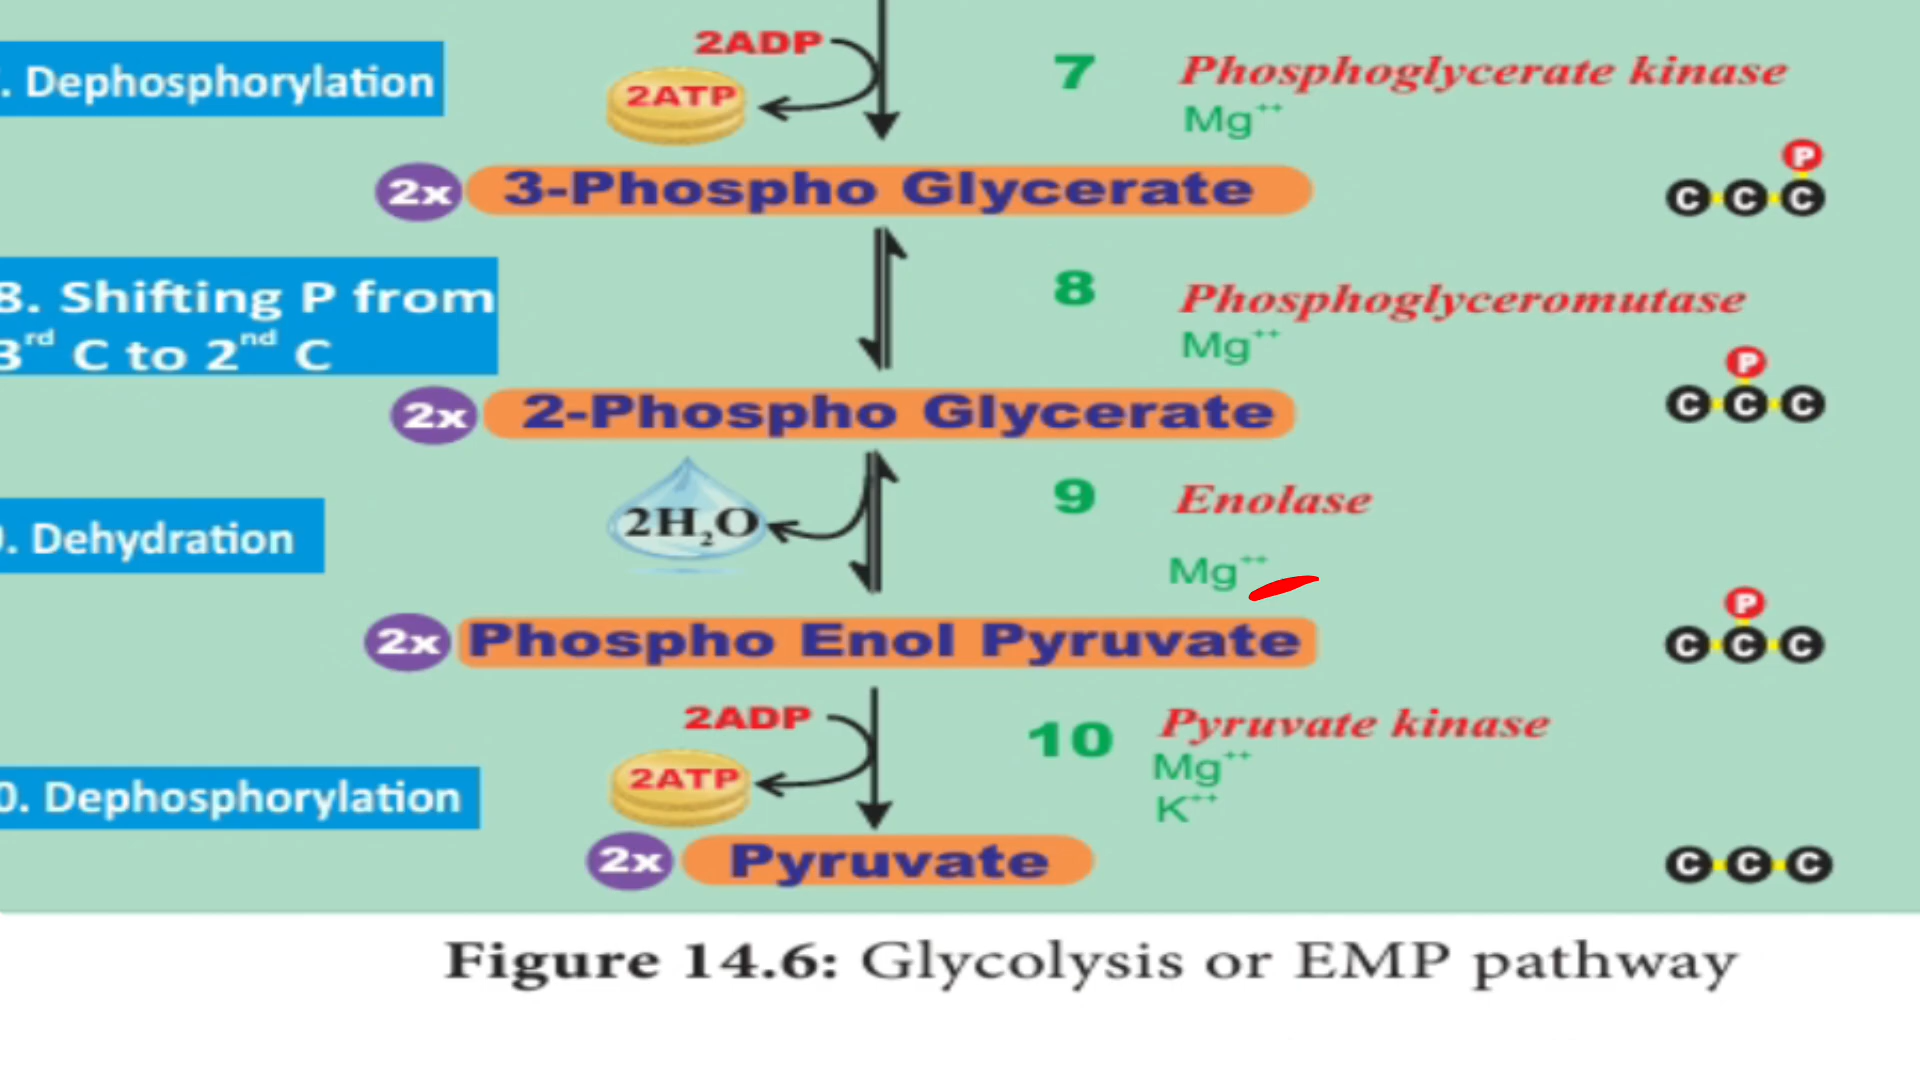 2ADP
2ATP
. Dephosphorylation
7 Phosphoglycerate kinase
Mg++
P
2x 3-Phospho Glycerate
C C C
8. Shifting P from
3rd C to 2nd C
8 Phosphoglyceromutase
Mg++
P
2x 2-Phospho Glycerate
C C C
2H₂O
. Dehydration
9 Enolase
Mg++
P
2x Phospho Enol Pyruvate
C C C
2ADP
2ATP
0. Dephosphorylation
10 Pyruvate kinase
Mg++
K++
2x Pyruvate
C C C
Figure 14.6: Glycolysis or EMP pathway